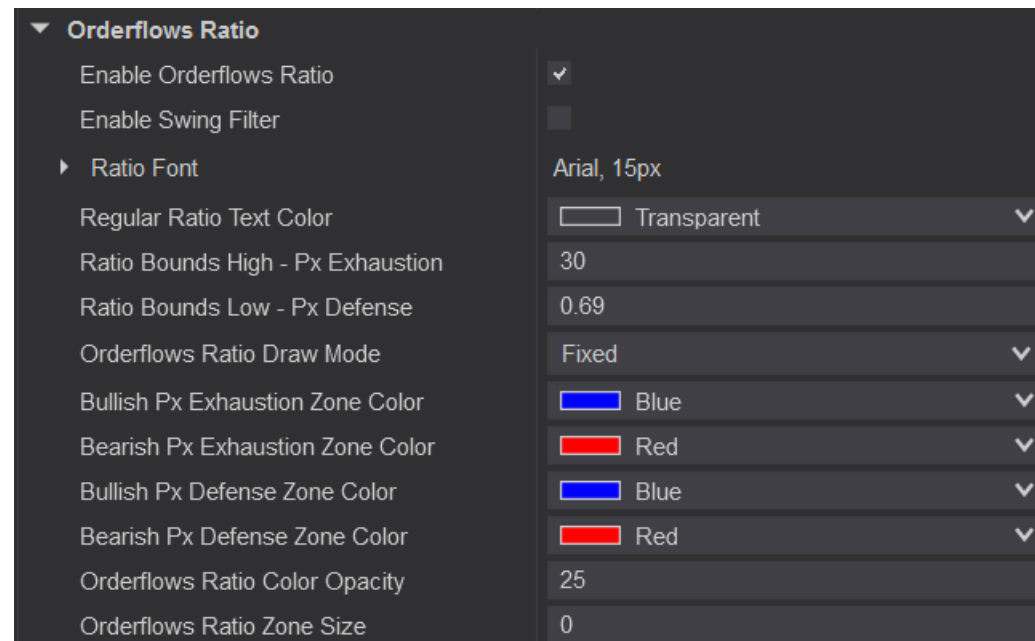 Orderflows Ratio
Enable Orderflows Ratio
Enable Swing Filter
Ratio Font Arial, 15px
Regular Ratio Text Color Transparent
Ratio Bounds High - Px Exhaustion 30
Ratio Bounds Low - Px Defense 0.69
Orderflows Ratio Draw Mode Fixed
Bullish Px Exhaustion Zone Color Blue
Bearish Px Exhaustion Zone Color Red
Bullish Px Defense Zone Color Blue
Bearish Px Defense Zone Color Red
Orderflows Ratio Color Opacity 25
Orderflows Ratio Zone Size 0